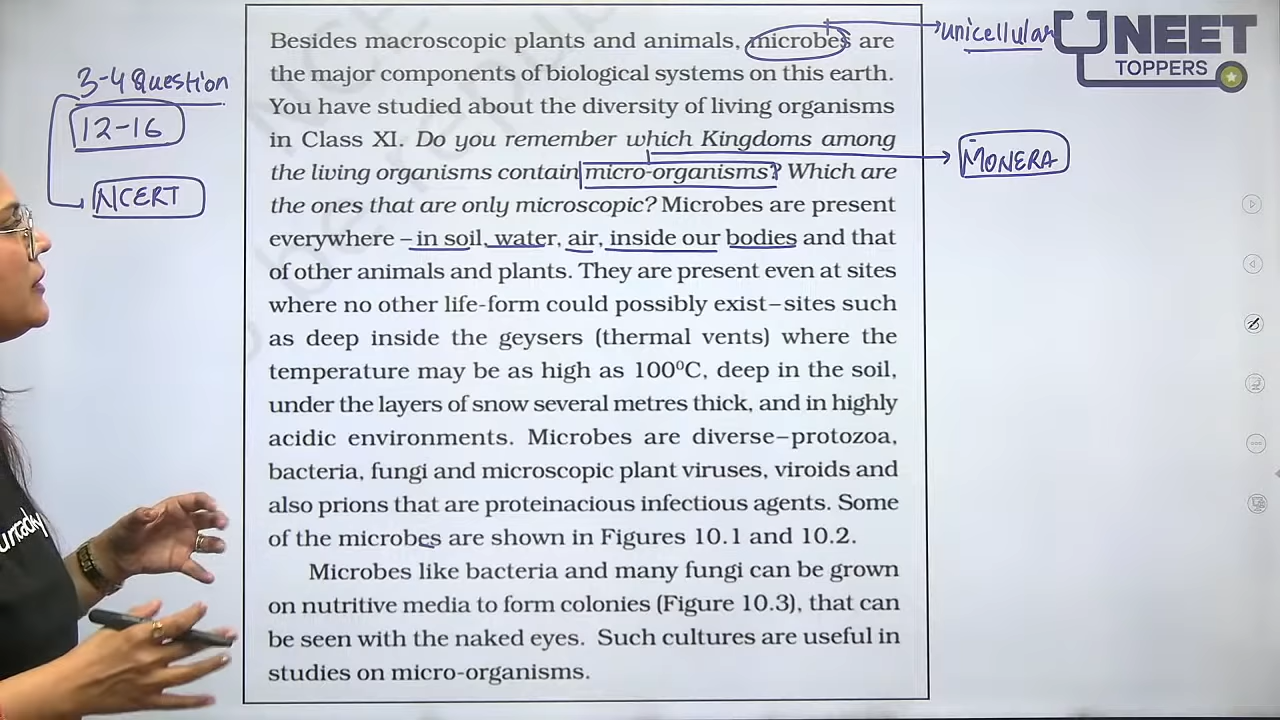 Besides macroscopic plants and animals, microbes are
the major components of biological systems on this earth.
You have studied about the diversity of living organisms
in Class XI. Do you remember which Kingdoms among
the living organisms contain micro-organisms? Which are
the ones that are only microscopic? Microbes are present
everywhere – in soil, water, air, inside our bodies and that
of other animals and plants. They are present even at sites
where no other life-form could possibly exist–sites such
as deep inside the geysers (thermal vents) where the
temperature may be as high as 100⁰C, deep in the soil,
under the layers of snow several metres thick, and in highly
acidic environments. Microbes are diverse–protozoa,
bacteria, fungi and microscopic plant viruses, viroids and
also prions that are proteinacious infectious agents. Some
of the microbes are shown in Figures 10.1 and 10.2.
Microbes like bacteria and many fungi can be grown
on nutritive media to form colonies (Figure 10.3), that can
be seen with the naked eyes. Such cultures are useful in
studies on micro-organisms.
3-4 Question
12-16
NCERT
unicellular
MONERA
NEET
TOPPERS